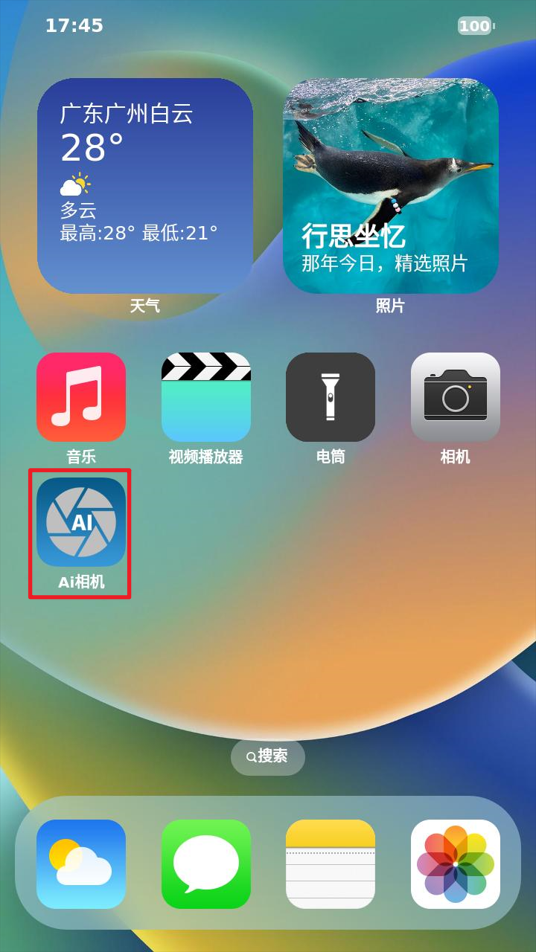 17:45
100
广东广州白云
28°
多云
最高:28° 最低:21°
行思坐忆
那年今日，精选照片
天气
照片
音乐
视频播放器
电筒
相机
AI
Ai相机
搜索